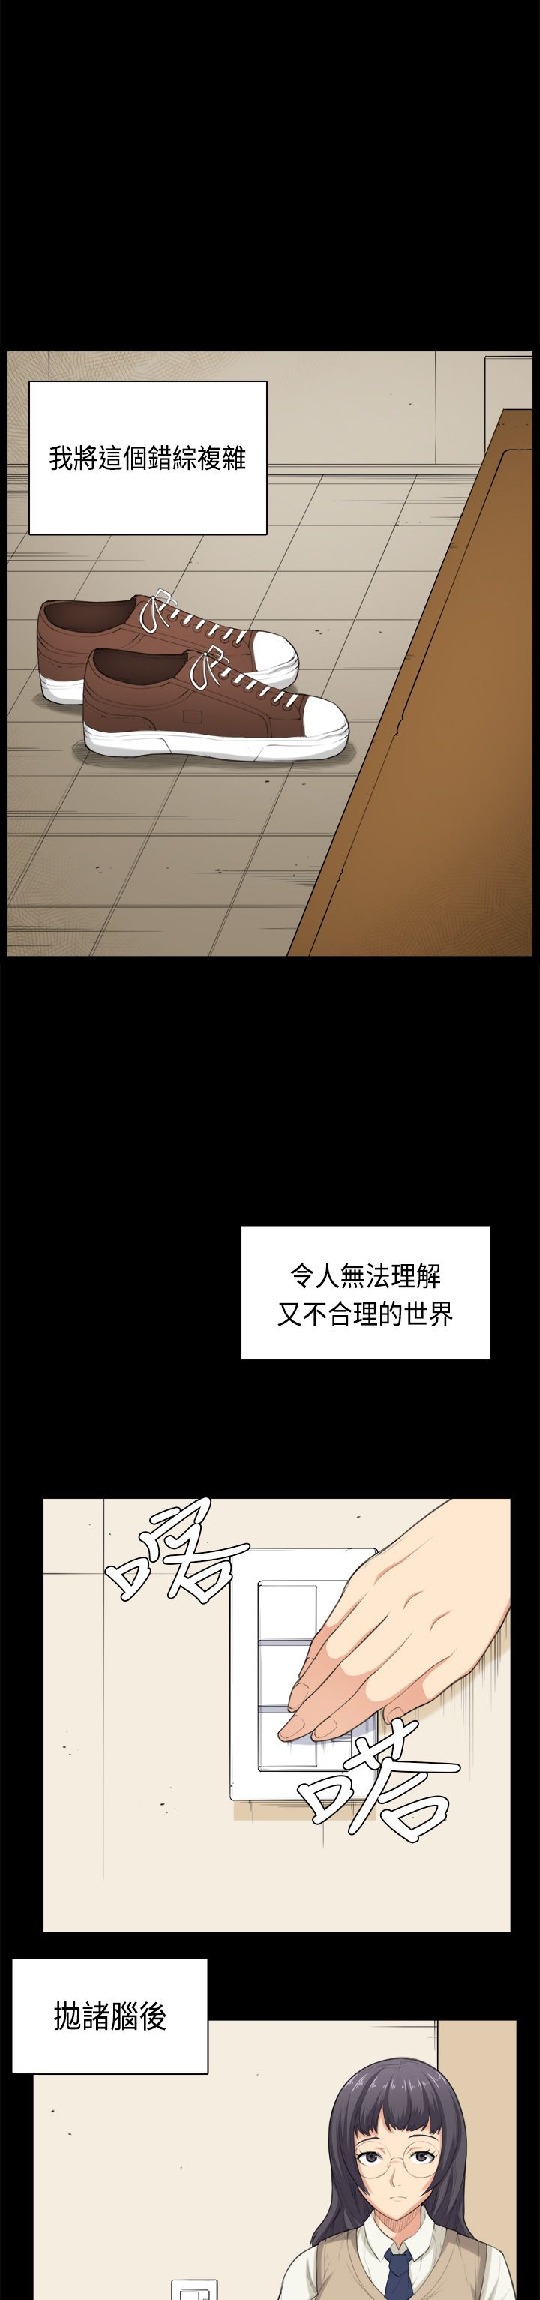 我將這個錯綜複雜
令人無法理解
又不合理的世界
喀
嗒
拋諸腦後